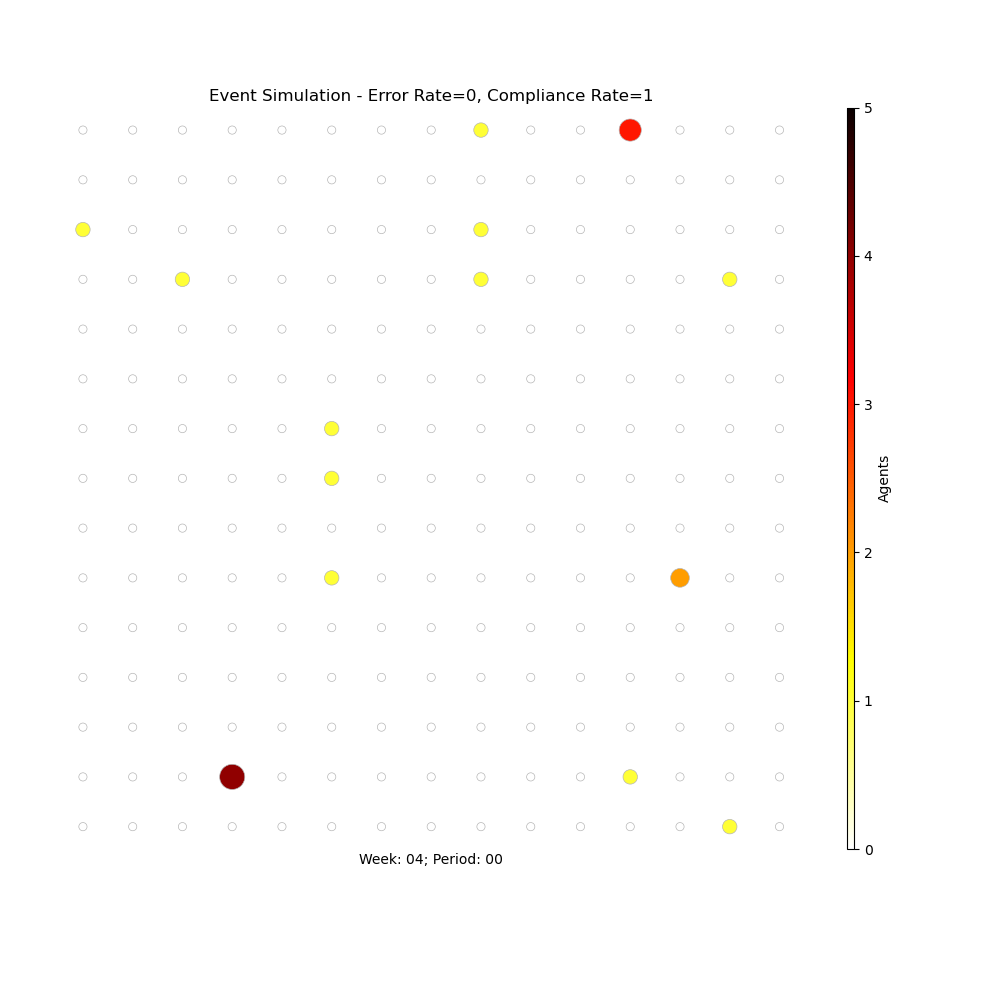 Event Simulation - Error Rate=0, Compliance Rate=1
5
4
3
2
1
0
Agents
Week: 04; Period: 00